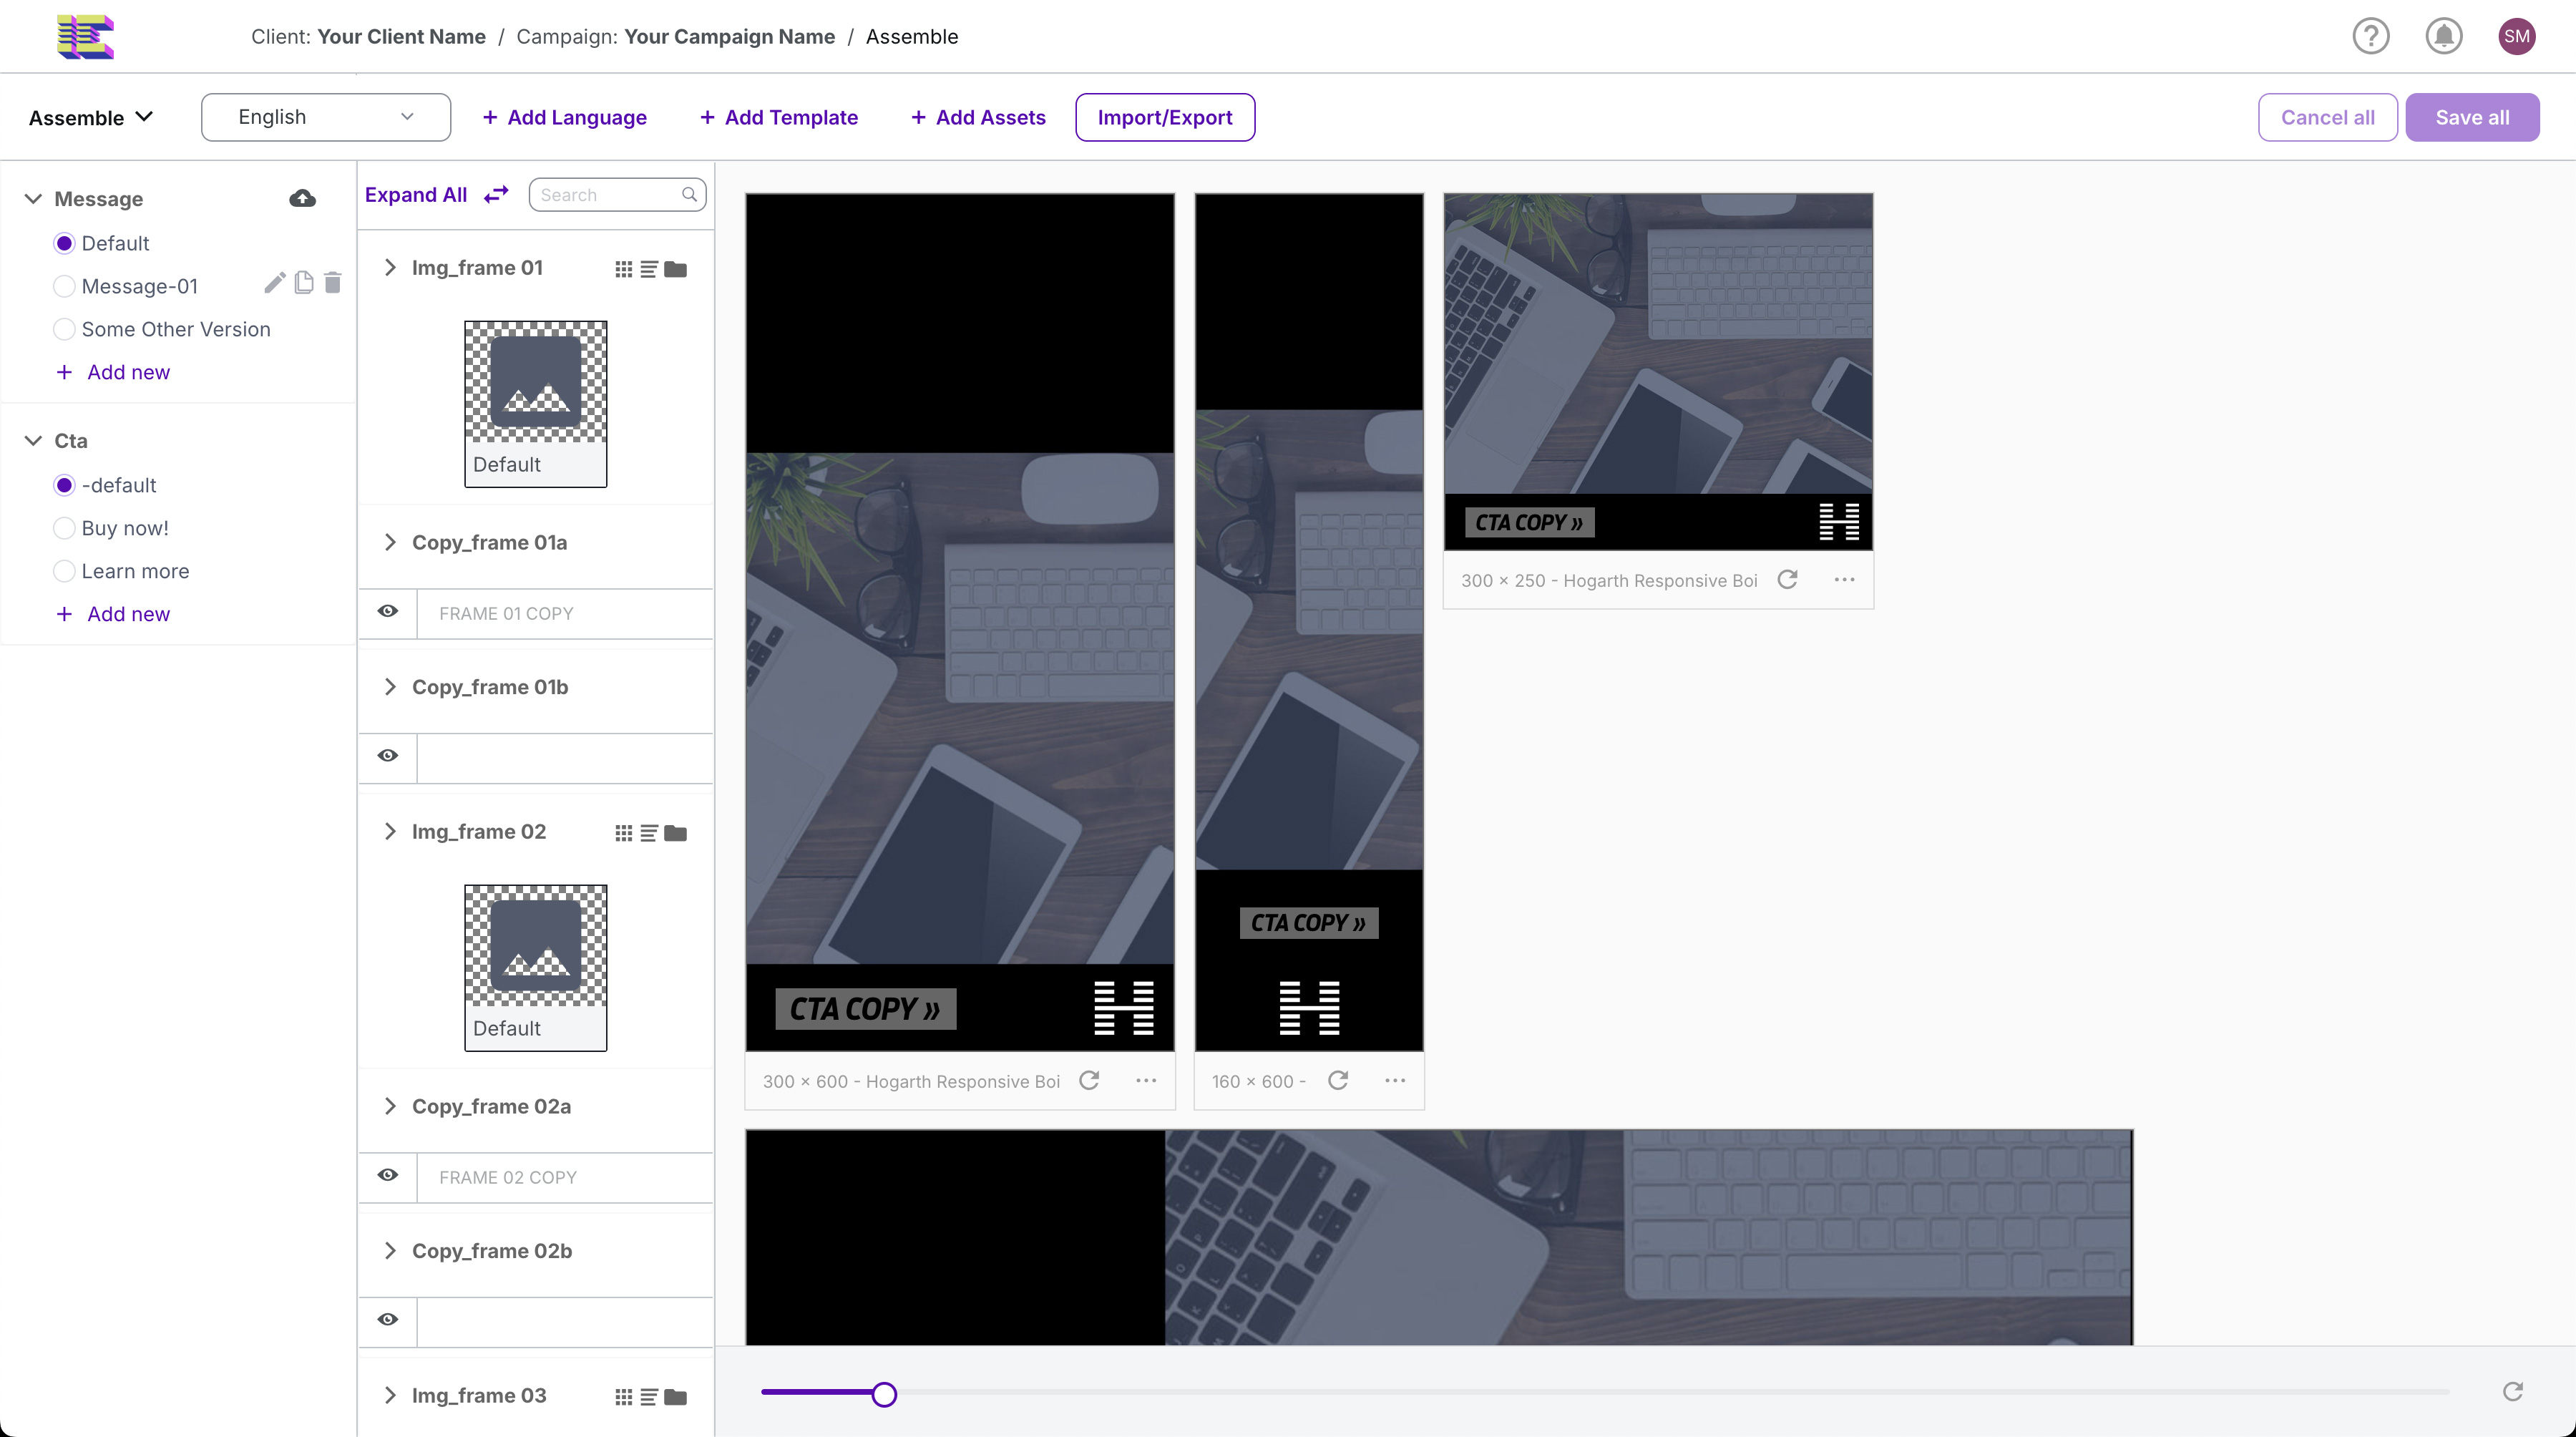 Client: Your Client Name / Campaign: Your Campaign Name / Assemble
SM
Assemble
English
+ Add Language
+ Add Template
+ Add Assets
Import/Export
Cancel all
Save all
Message
Default
Message-01
Some Other Version
+ Add new
Cta
-default
Buy now!
Learn more
+ Add new
Expand All
Search
Img_frame 01
Default
Copy_frame 01a
FRAME 01 COPY
Copy_frame 01b
Img_frame 02
Default
Copy_frame 02a
FRAME 02 COPY
Copy_frame 02b
Img_frame 03
CTA COPY »
300 × 600 - Hogarth Responsive Boi
CTA COPY »
160 × 600 -
CTA COPY »
300 × 250 - Hogarth Responsive Boi